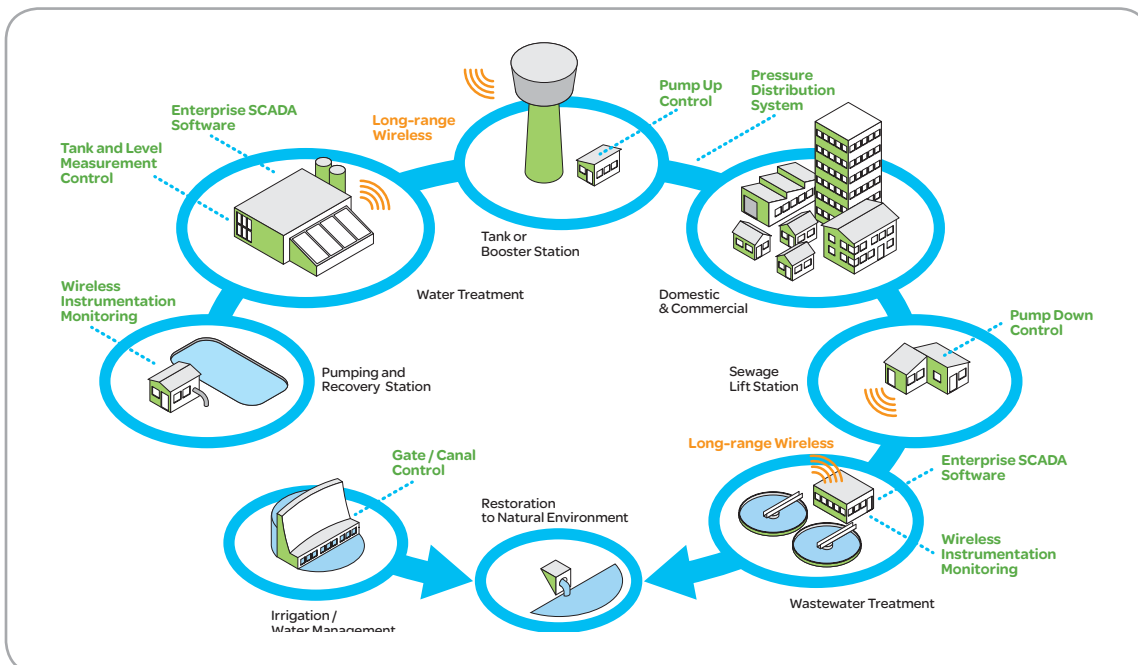 Enterprise SCADA
Software
Tank and Level
Measurement
Control
Long-range
Wireless
Pump Up
Control
Pressure
Distribution
System
Tank or
Booster Station
Water Treatment
Domestic
& Commercial
Wireless
Instrumentation
Monitoring
Pumping and
Recovery Station
Pump Down
Control
Sewage
Lift Station
Long-range Wireless
Gate / Canal
Control
Restoration
to Natural Environment
Enterprise SCADA
Software
Wireless
Instrumentation
Monitoring
Irrigation /
Water Management
Wastewater Treatment